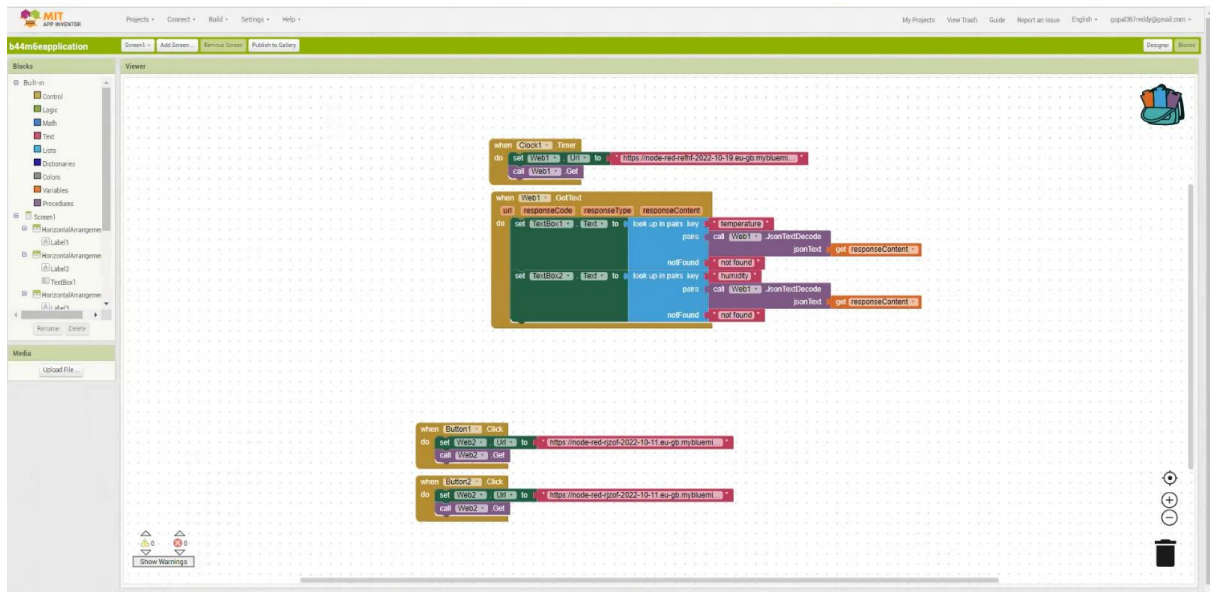 MIT
APP INVENTOR
Projects Connect Build Settings Help
My Projects View Trash Guide Report an Issue English gopal367reddy@gmail.com
b44m6eapplication
Screen1 Add Screen ... Remove Screen Publish to Gallery
Designer Blocks
Blocks
Viewer
Built-in
Control
Logic
Math
Text
Lists
Dictionaries
Colors
Variables
Procedures
Screen1
HorizontalArrangemen
Label1
HorizontalArrangemen
Label2
TextBox1
HorizontalArrangemen
Label3
Rename Delete
Media
Upload File ...
when Clock1 .Timer
do set Web1 . Url to " https://node-red-refhf-2022-10-19.eu-gb.mybluemi... "
call Web1 .Get
when Web1 .GotText
url responseCode responseType responseContent
do set TextBox1 . Text to look up in pairs key " temperature "
pairs call Web1 .JsonTextDecode
jsonText get responseContent
notFound " not found "
set TextBox2 . Text to look up in pairs key " humidity "
pairs call Web1 .JsonTextDecode
jsonText get responseContent
notFound " not found "
when Button1 .Click
do set Web2 . Url to " https://node-red-rjzof-2022-10-11.eu-gb.mybluemi... "
call Web2 .Get
when Button2 .Click
do set Web2 . Url to " https://node-red-rjzof-2022-10-11.eu-gb.mybluemi... "
call Web2 .Get
0 0
Show Warnings